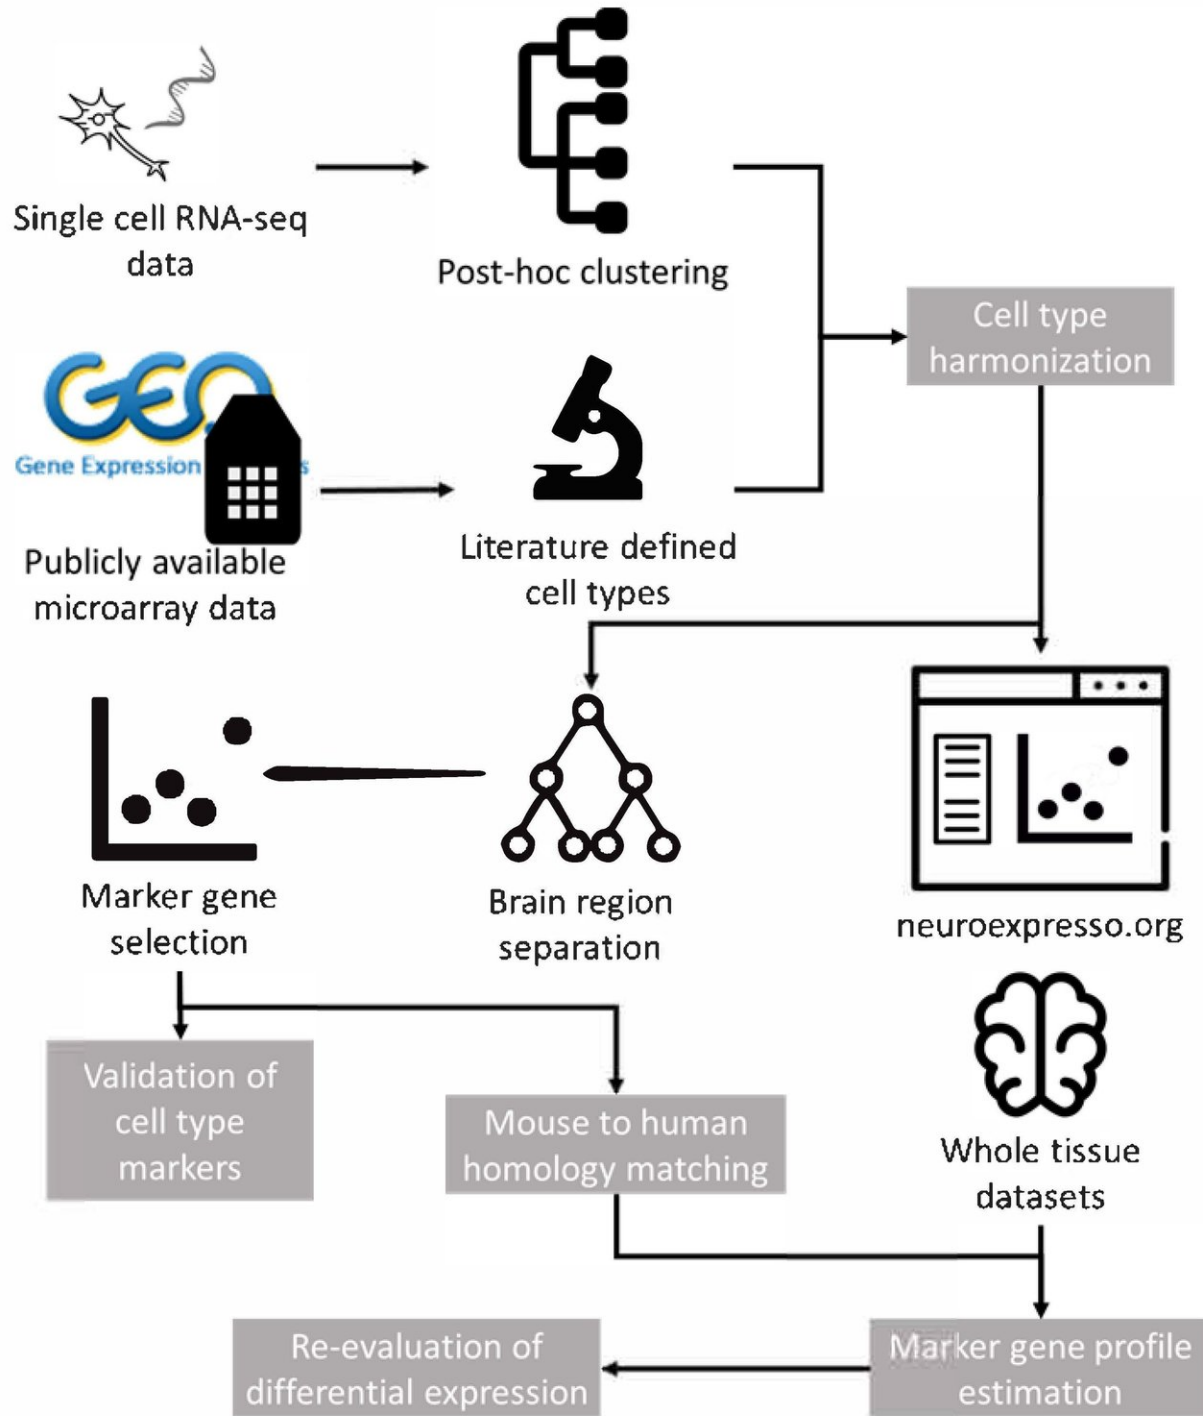 Single cell RNA-seq
data
Post-hoc clustering
Cell type
harmonization
GEO
Gene Expression
Publicly available
microarray data
Literature defined
cell types
Marker gene
selection
Brain region
separation
neuroexpresso.org
Validation of
cell type
markers
Mouse to human
homology matching
Whole tissue
datasets
Re-evaluation of
differential expression
Marker gene profile
estimation